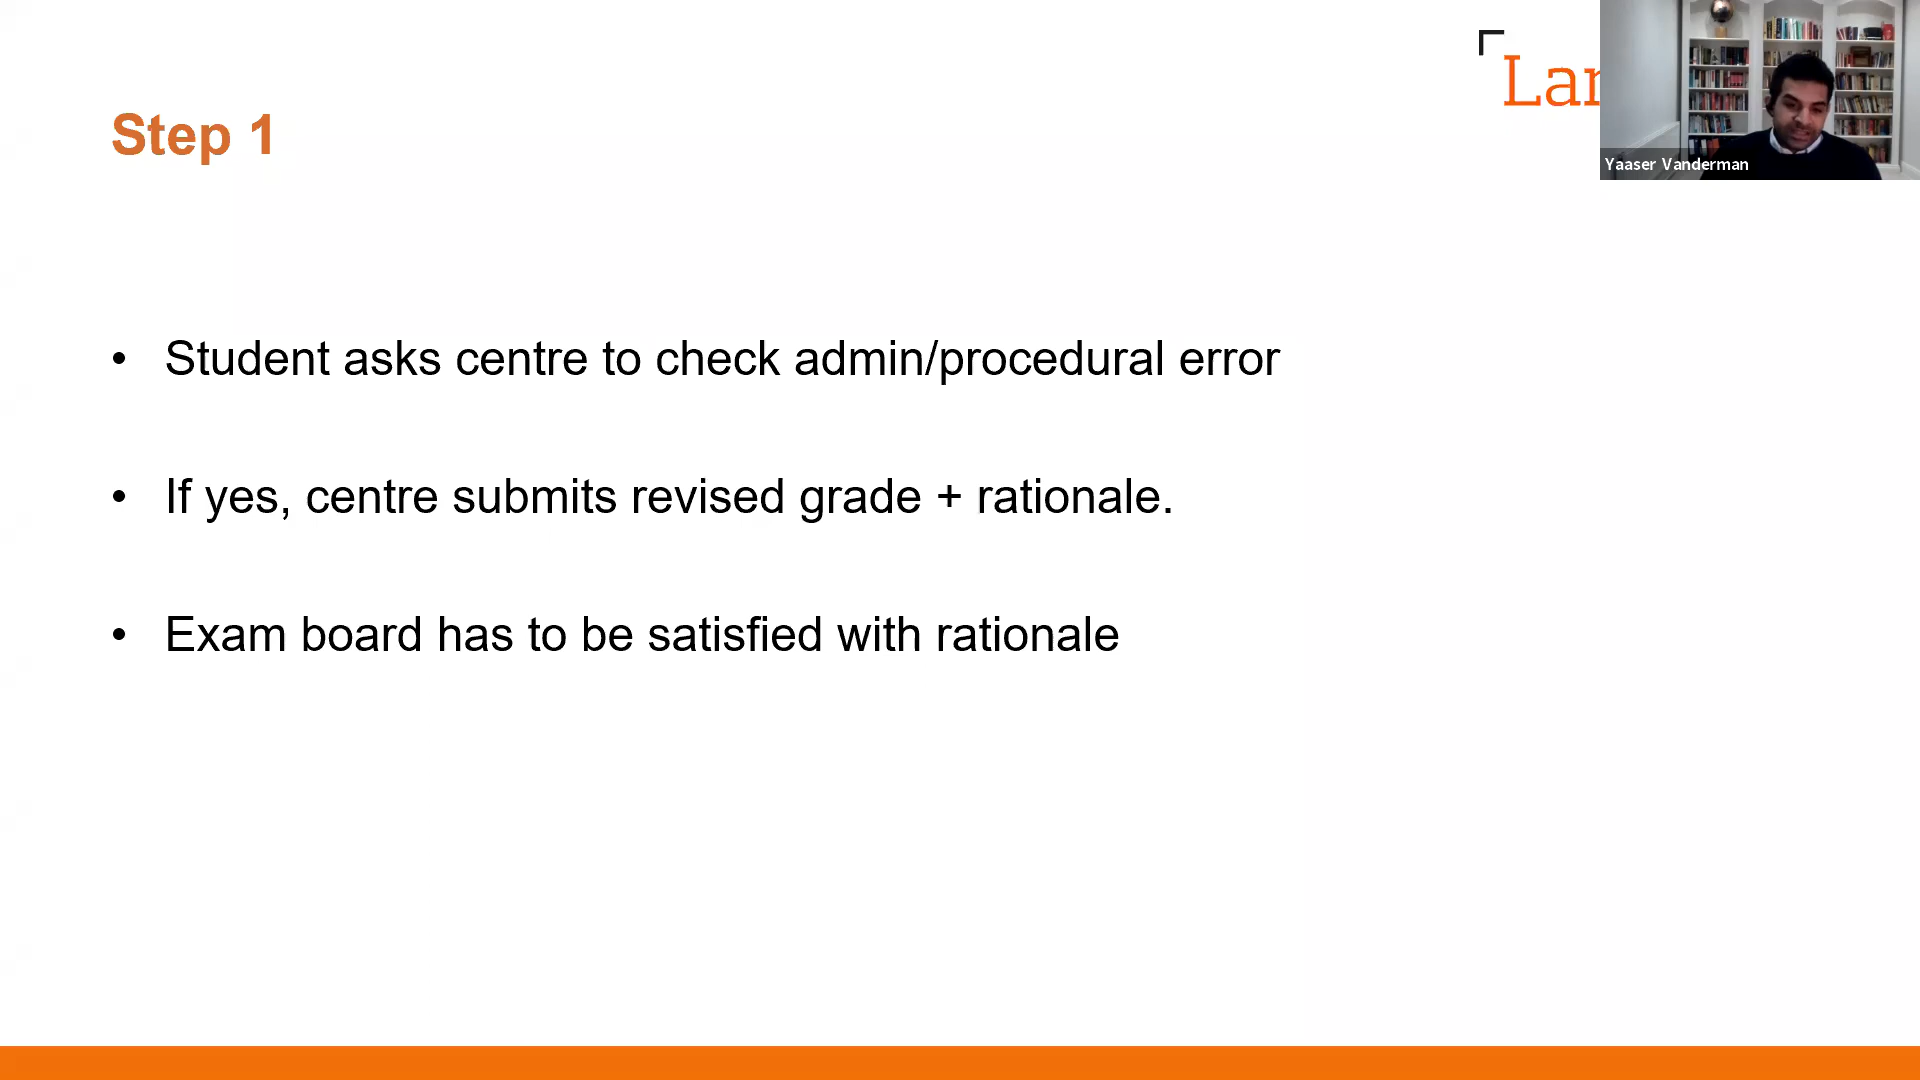 Step 1
Lan
Yaaser Vanderman
• Student asks centre to check admin/procedural error
• If yes, centre submits revised grade + rationale.
• Exam board has to be satisfied with rationale